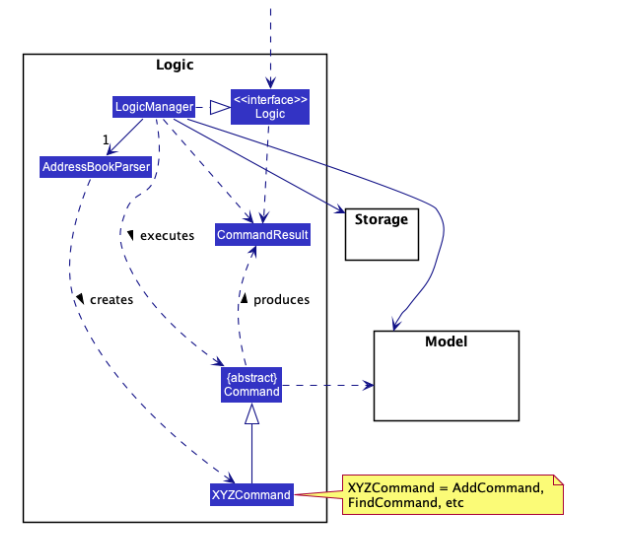 Logic
LogicManager
<<interface>>
Logic
1
AddressBookParser
Storage
executes
CommandResult
creates
produces
Model
{abstract}
Command
XYZCommand
XYZCommand = AddCommand,
FindCommand, etc